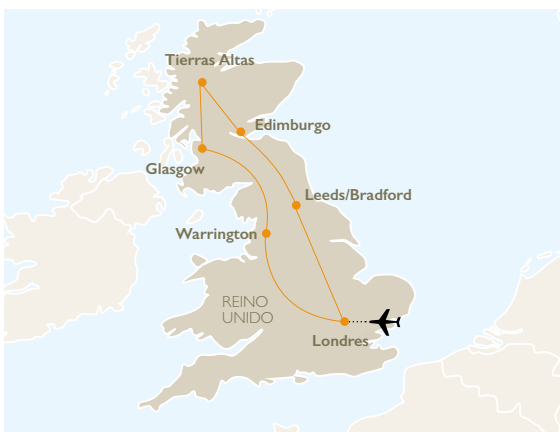 Tierras Altas
Edimburgo
Glasgow
Leeds/Bradford
Warrington
REINO
UNIDO
Londres